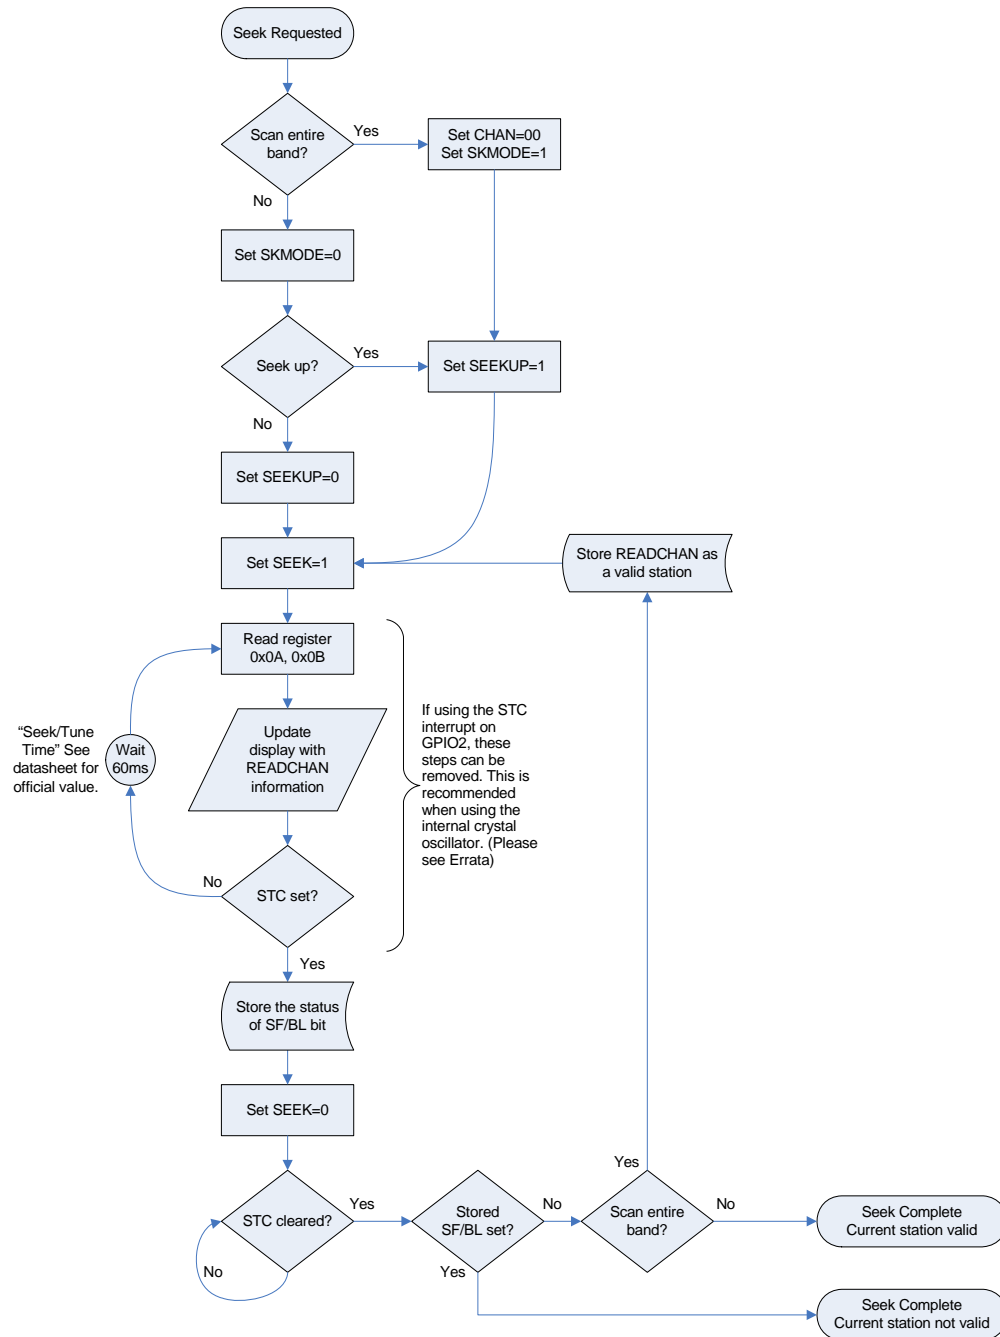 Seek Requested
Scan entire
band?
Yes
Set CHAN=00
Set SKMODE=1
No
Set SKMODE=0
Seek up?
Yes
Set SEEKUP=1
No
Set SEEKUP=0
Set SEEK=1
Store READCHAN as
a valid station
Read register
0x0A, 0x0B
“Seek/Tune
Time” See
datasheet for
official value.
Wait
60ms
Update
display with
READCHAN
information
If using the STC
interrupt on
GPIO2, these
steps can be
removed. This is
recommended
when using the
internal crystal
oscillator. (Please
see Errata)
No
STC set?
Yes
Store the status
of SF/BL bit
Set SEEK=0
STC cleared?
No
Yes
Stored
SF/BL set?
Yes
No
Scan entire
band?
Yes
No
Seek Complete
Current station valid
Seek Complete
Current station not valid